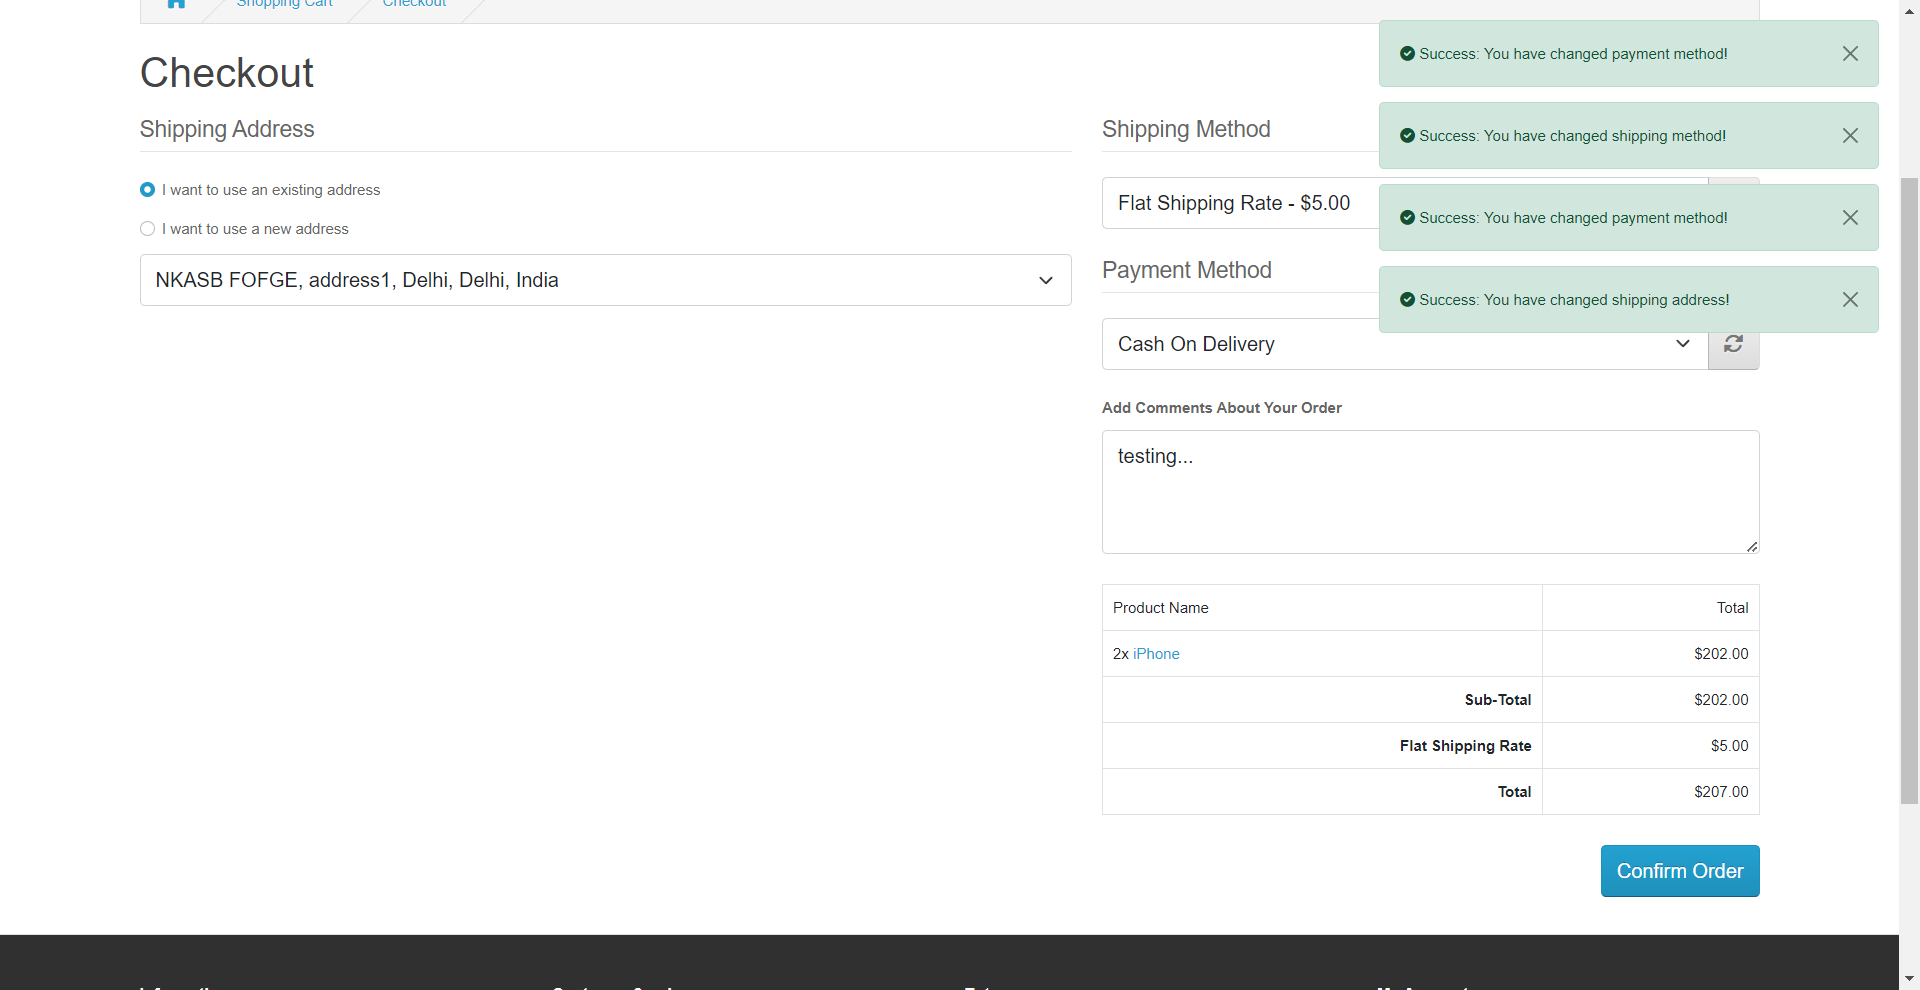 Shopping Cart
Checkout
Checkout
Shipping Address
I want to use an existing address
I want to use a new address
NKASB FOFGE, address1, Delhi, Delhi, India
Shipping Method
Flat Shipping Rate - $5.00
Payment Method
Cash On Delivery
Success: You have changed payment method!
Success: You have changed shipping method!
Success: You have changed payment method!
Success: You have changed shipping address!
Add Comments About Your Order
testing...
Product Name Total
2x iPhone $202.00
Sub-Total $202.00
Flat Shipping Rate $5.00
Total $207.00
Confirm Order